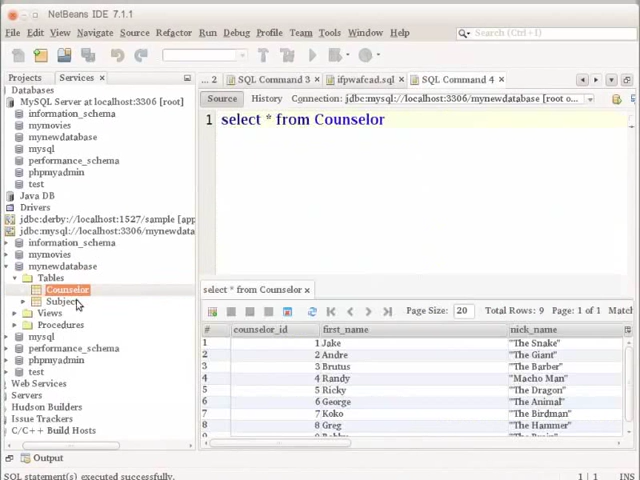 NetBeans IDE 7.1.1
File Edit View Navigate Source Refactor Run Debug Profile Team Tools Window Help
Search (Ctrl+I)
Projects Services
... 2 SQL Command 3 ifpwafcad.sql SQL Command 4
Databases
MySQL Server at localhost:3306 [root]
information_schema
mymovies
mynewdatabase
mysql
performance_schema
phpmyadmin
test
Java DB
Drivers
jdbc:derby://localhost:1527/sample [app
jdbc:mysql://localhost:3306/mynewdata
information_schema
mymovies
mynewdatabase
Tables
Counselor
Subject
Views
Procedures
mysql
performance_schema
phpmyadmin
test
Web Services
Servers
Hudson Builders
Issue Trackers
C/C++ Build Hosts
Source History Connection: jdbc:mysql://localhost:3306/mynewdatabase [root o...
1 select * from Counselor
select * from Counselor
Page Size: 20 Total Rows: 9 Page: 1 of 1 Match
# counselor_id first_name nick_name
1 1 Jake "The Snake"
2 2 Andre "The Giant"
3 3 Brutus "The Barber"
4 4 Randy "Macho Man"
5 5 Ricky "The Dragon"
6 6 George "The Animal"
7 7 Koko "The Birdman"
8 8 Greg "The Hammer"
Output
SQL statement(s) executed successfully.
1 | 1 INS